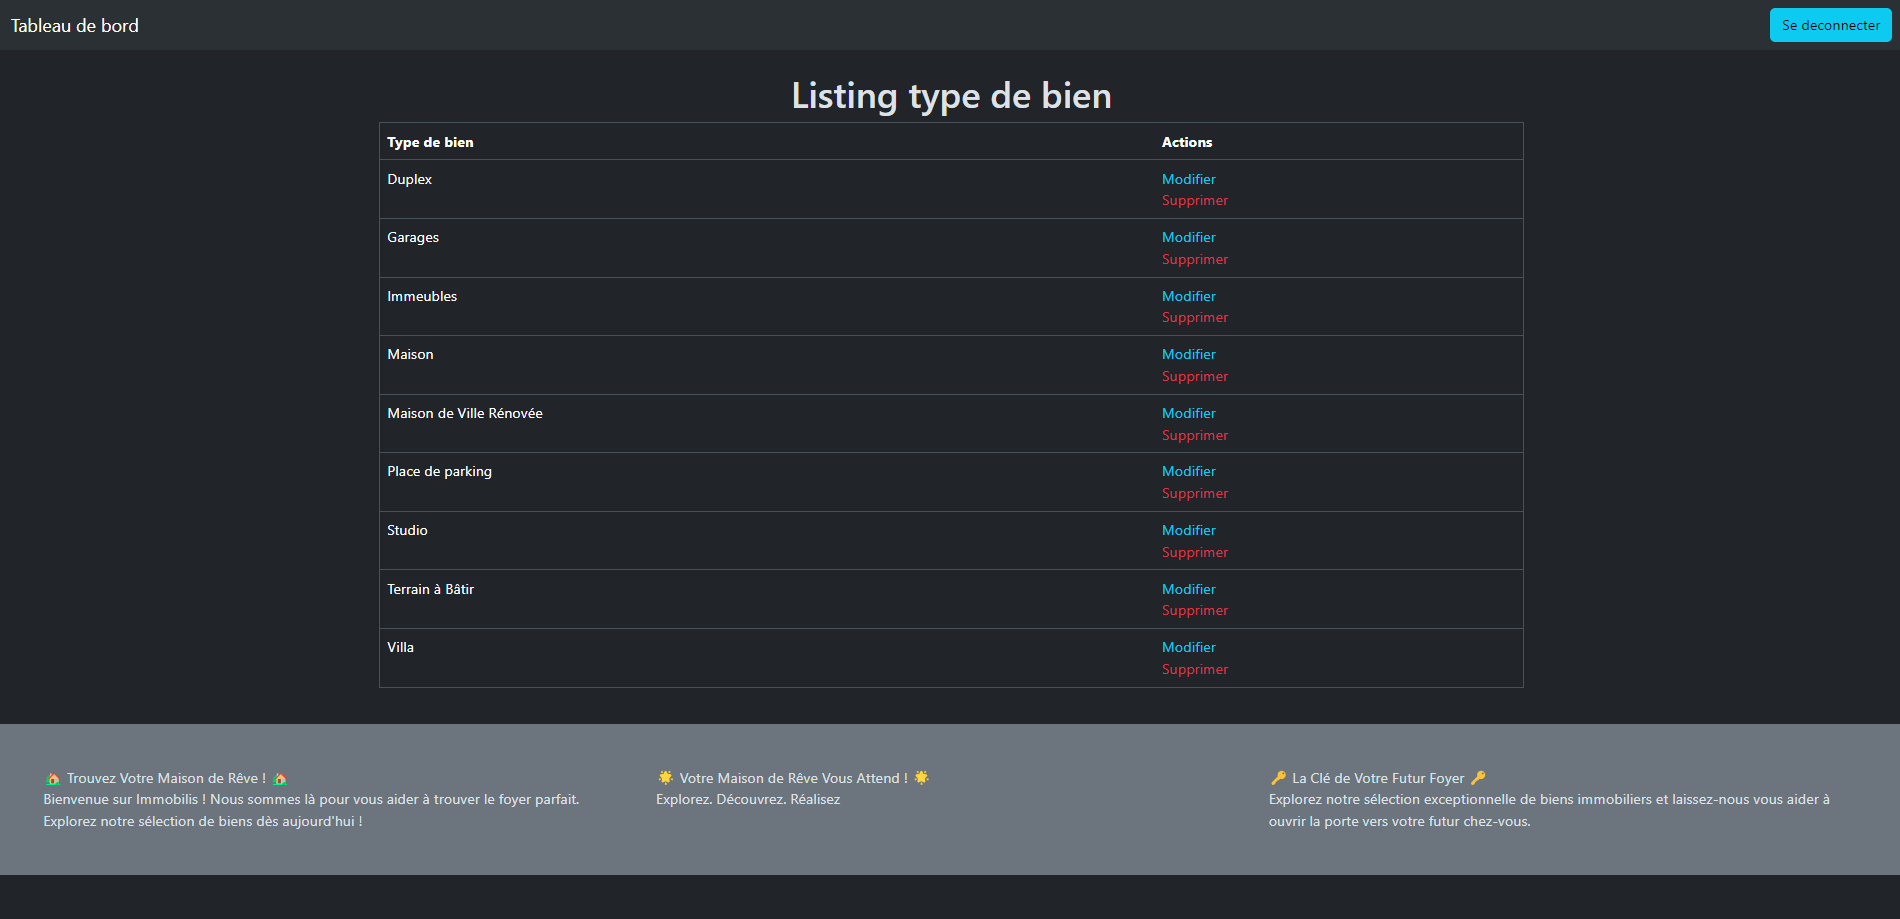 Tableau de bord
Se deconnecter
Listing type de bien
Type de bien Actions
Duplex Modifier
Supprimer
Garages Modifier
Supprimer
Immeubles Modifier
Supprimer
Maison Modifier
Supprimer
Maison de Ville Rénovée Modifier
Supprimer
Place de parking Modifier
Supprimer
Studio Modifier
Supprimer
Terrain à Bâtir Modifier
Supprimer
Villa Modifier
Supprimer
🏡 Trouvez Votre Maison de Rêve ! 🏡
Bienvenue sur Immobilis ! Nous sommes là pour vous aider à trouver le foyer parfait.
Explorez notre sélection de biens dès aujourd'hui !
🌟 Votre Maison de Rêve Vous Attend ! 🌟
Explorez. Découvrez. Réalisez
🔑 La Clé de Votre Futur Foyer 🔑
Explorez notre sélection exceptionnelle de biens immobiliers et laissez-nous vous aider à
ouvrir la porte vers votre futur chez-vous.